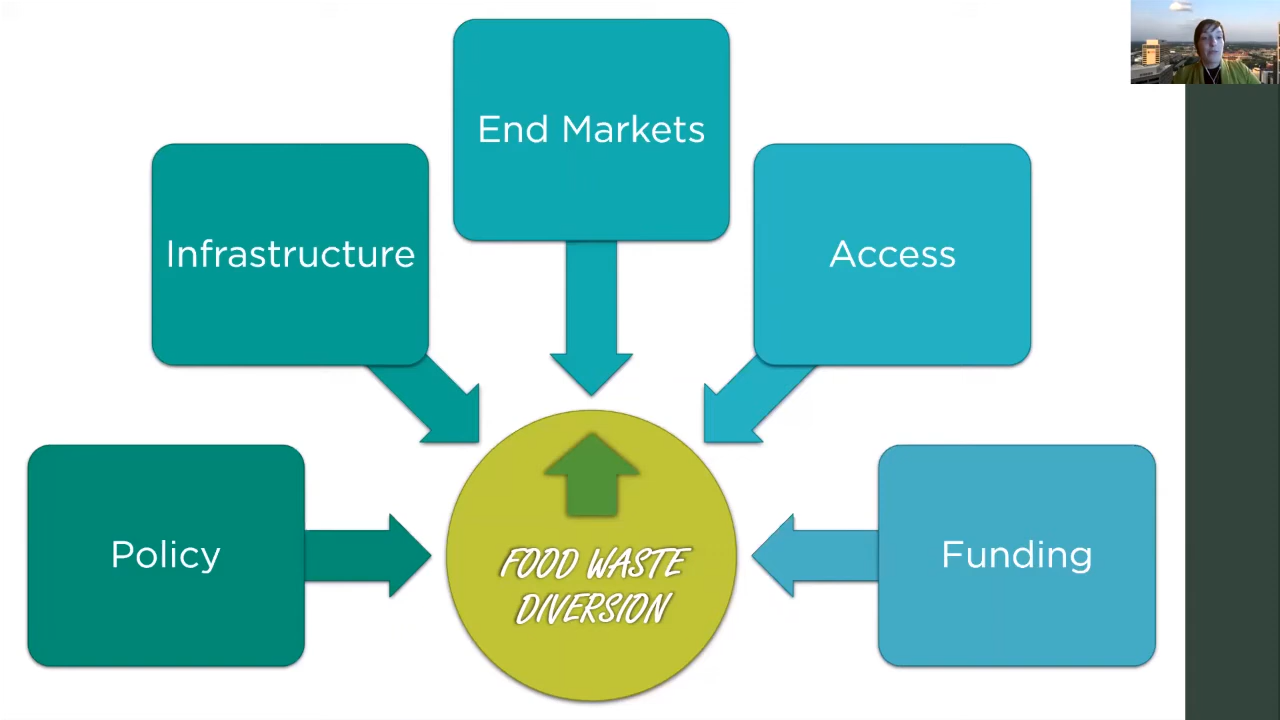 End Markets
Infrastructure
Access
Policy
Funding
FOOD WASTE
DIVERSION